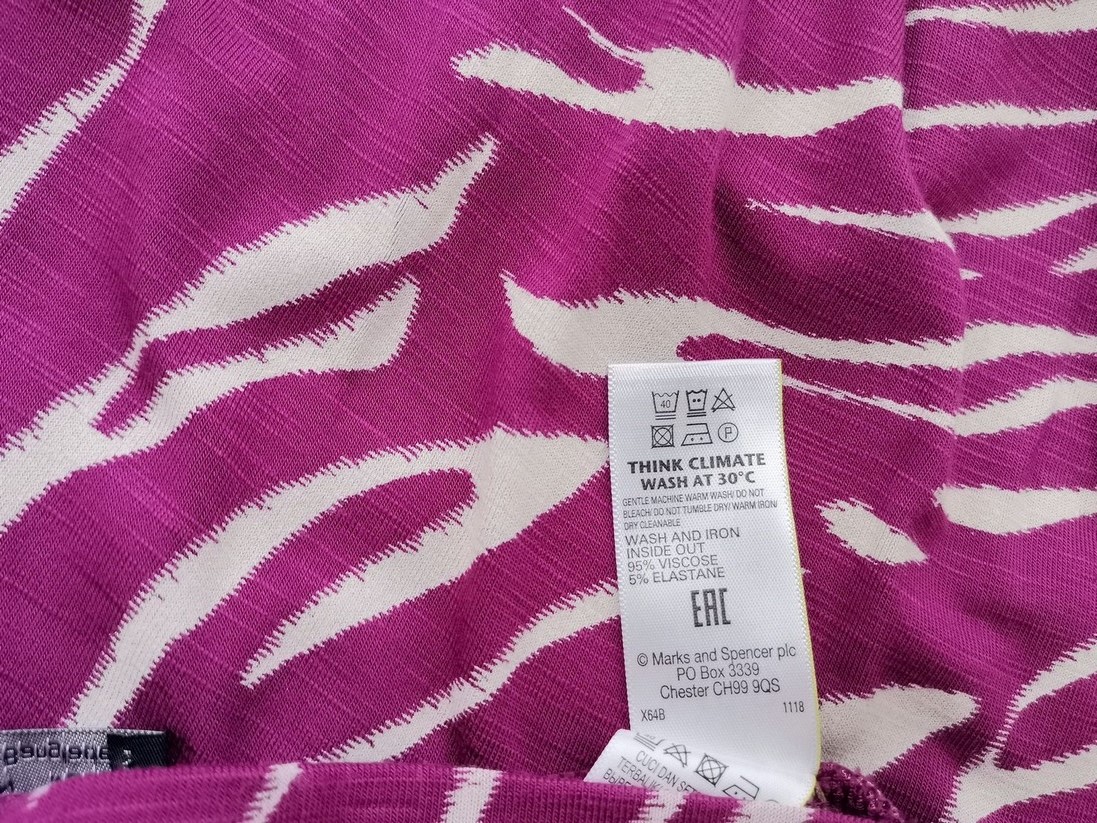 40
P
THINK CLIMATE
WASH AT 30°C
GENTLE MACHINE WARM WASH/ DO NOT
BLEACH/ DO NOT TUMBLE DRY/ WARM IRON/
DRY CLEANABLE
WASH AND IRON
INSIDE OUT
95% VISCOSE
5% ELASTANE
EAC
© Marks and Spencer plc
PO Box 3339
Chester CH99 9QS
X64B 1118
CUCI DAN